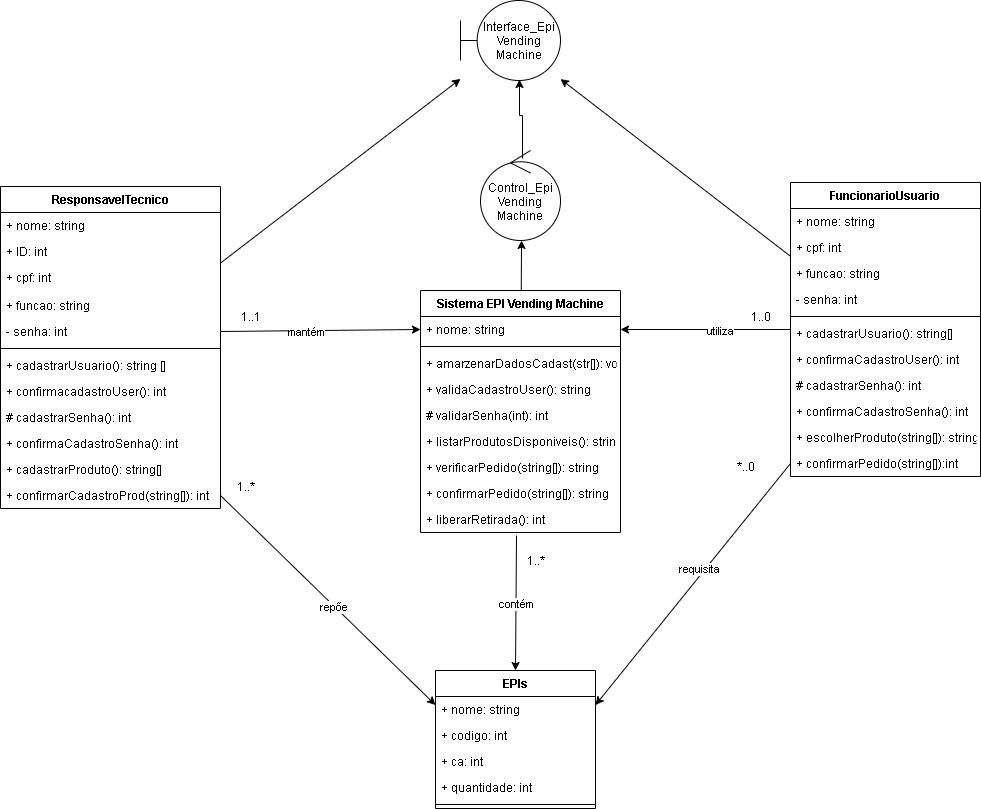 Interface_Epi
Vending
Machine
Control_Epi
Vending
Machine
ResponsavelTecnico
+ nome: string
+ ID: int
+ cpf: int
+ funcao: string
- senha: int
+ cadastrarUsuario(): string []
+ confirmacadastroUser(): int
# cadastrarSenha(): int
+ confirmaCadastroSenha(): int
+ cadastrarProduto(): string[]
+ confirmarCadastroProd(string[]): int
1..1
mantém
Sistema EPI Vending Machine
+ nome: string
+ amarzenarDadosCadast(str[]): vo
+ validaCadastroUser(): string
# validarSenha(int): int
+ listarProdutosDisponiveis(): strin
+ verificarPedido(string[]): string
+ confirmarPedido(string[]): string
+ liberarRetirada(): int
1..0
utiliza
FuncionarioUsuario
+ nome: string
+ cpf: int
+ funcao: string
- senha: int
+ cadastrarUsuario(): string[]
+ confirmaCadastroUser(): int
# cadastrarSenha(): int
+ confirmaCadastroSenha(): int
+ escolherProduto(string[]): string
+ confirmarPedido(string[]):int
1..*
repõe
1..*
contém
*..0
requisita
EPIs
+ nome: string
+ codigo: int
+ ca: int
+ quantidade: int